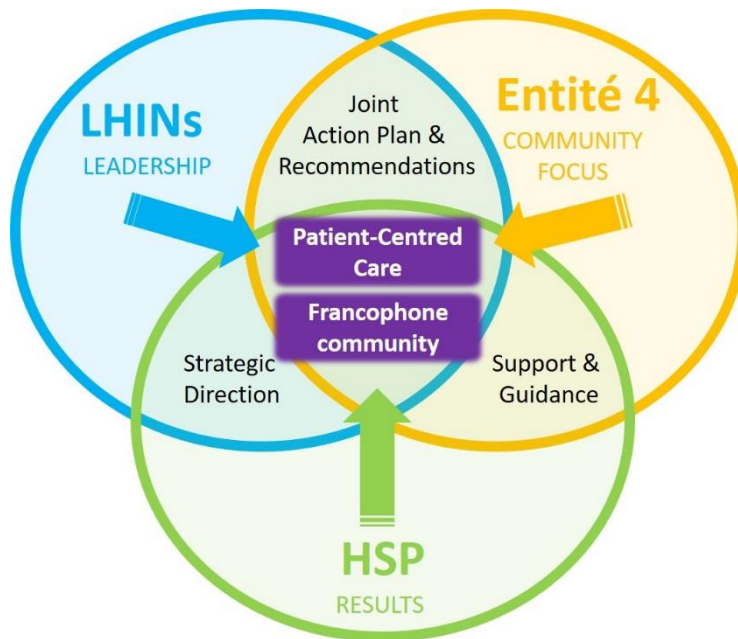 LHINs
LEADERSHIP
Joint
Action Plan &
Recommendations
Entité 4
COMMUNITY
FOCUS
Patient-Centred
Care
Francophone
community
Strategic
Direction
Support &
Guidance
HSP
RESULTS